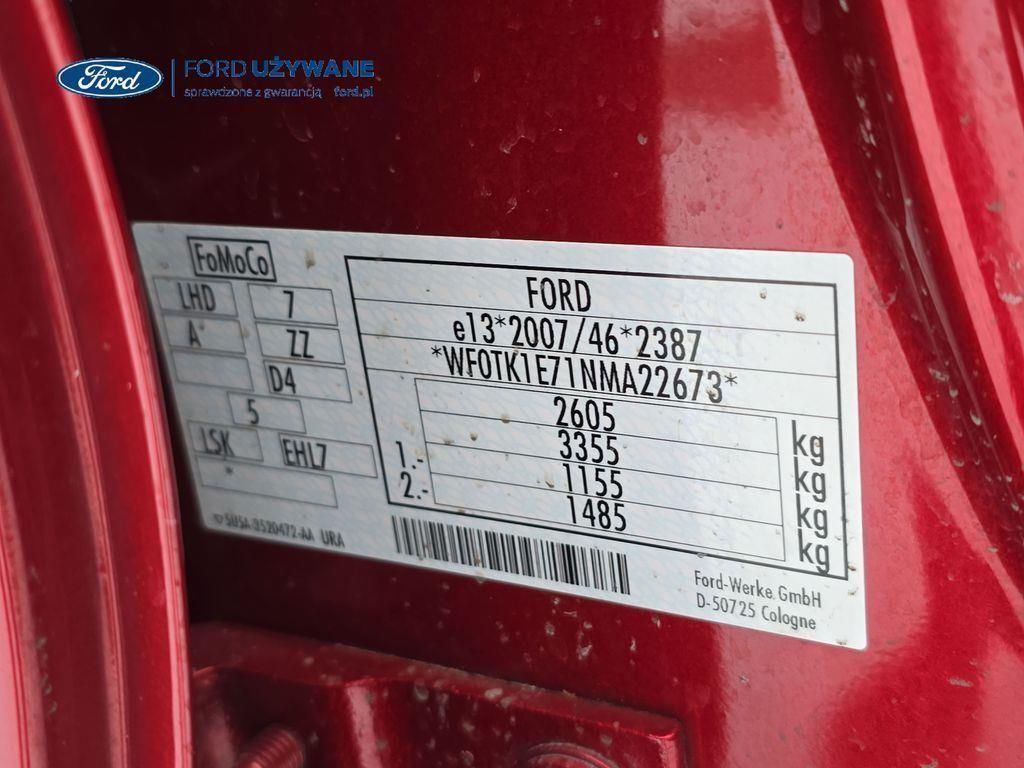 Ford
FORD UŻYWANE
sprawdzone z gwarancją ford.pl
FoMoCo
LHD 7
A* ZZ
D4
5
LSK EHL7
*
FORD
e13*2007/46*2387
*WF0TK1E71NMA22673*
2605 kg
3355 kg
1.- 1155 kg
2.- 1485 kg
URA
Ford-Werke GmbH
D-50725 Cologne